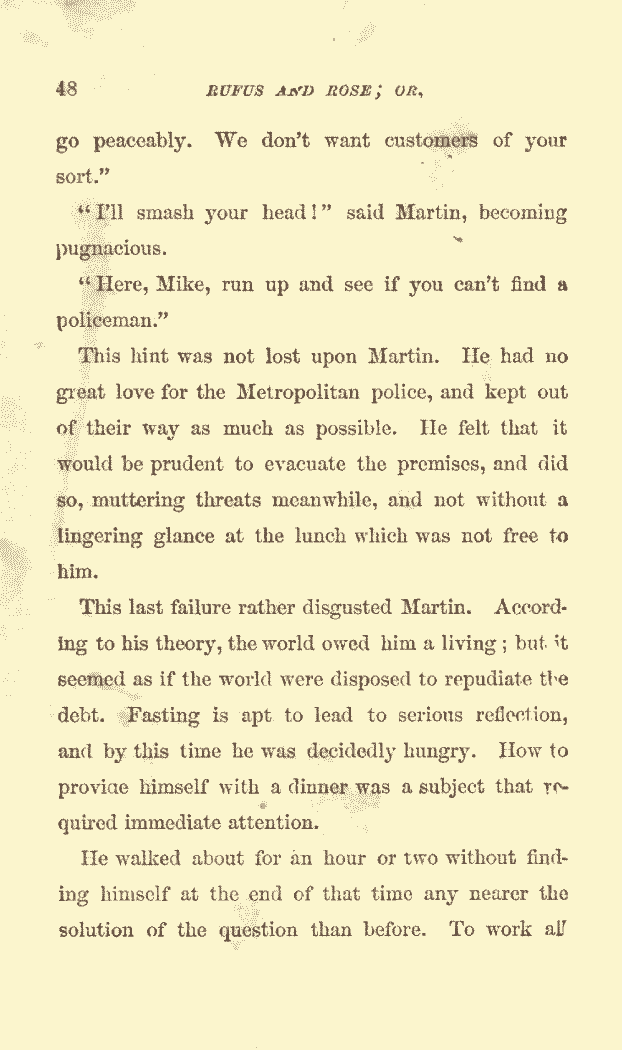 48 RUFUS AND ROSE; OR,
go peaceably. We don't want customers of your
sort."
"I'll smash your head!" said Martin, becoming
pugnacious.
"Here, Mike, run up and see if you can't find a
policeman."
This hint was not lost upon Martin. He had no
great love for the Metropolitan police, and kept out
of their way as much as possible. He felt that it
would be prudent to evacuate the premises, and did
so, muttering threats meanwhile, and not without a
lingering glance at the lunch which was not free to
him.
This last failure rather disgusted Martin. Accord-
ing to his theory, the world owed him a living; but it
seemed as if the world were disposed to repudiate the
debt. Fasting is apt to lead to serious reflection,
and by this time he was decidedly hungry. How to
provide himself with a dinner was a subject that re-
quired immediate attention.
He walked about for an hour or two without find-
ing himself at the end of that time any nearer the
solution of the question than before. To work all